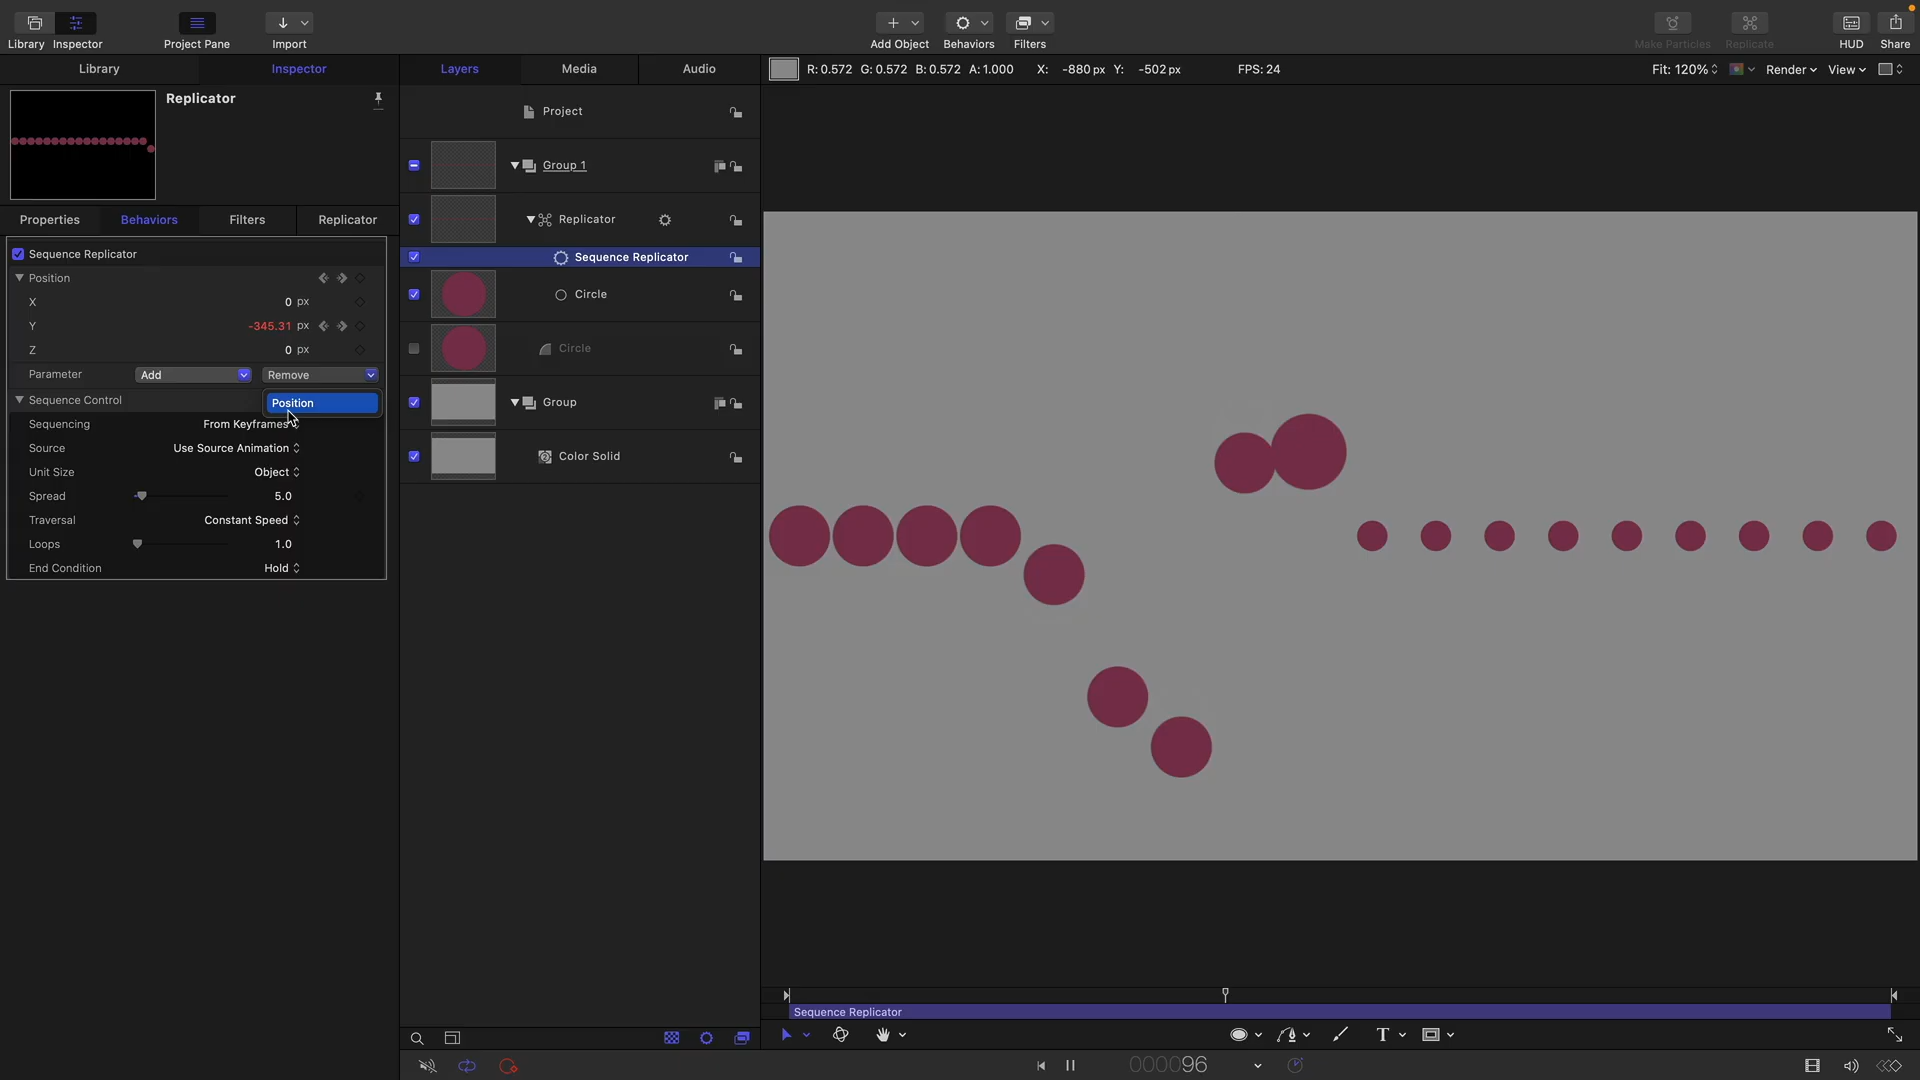 Library Inspector Project Pane Import Add Object Behaviors Filters Make Particles Replicate HUD Share
Library Inspector Layers Media Audio R:0.572 G:0.572 B:0.572 A:1.000 X: -880 px Y: -502 px FPS: 24 Fit: 120% Render View
Replicator
Project
Group 1
Properties Behaviors Filters Replicator
Replicator
Sequence Replicator
Sequence Replicator
Position
X 0 px
Circle
Y -345.31 px
Z 0 px
Circle
Parameter Add Remove
Position
Sequence Control
Group
Sequencing From Keyframes
Source Use Source Animation
Color Solid
Unit Size Object
Spread 5.0
Traversal Constant Speed
Loops 1.0
End Condition Hold
Sequence Replicator
T
000096